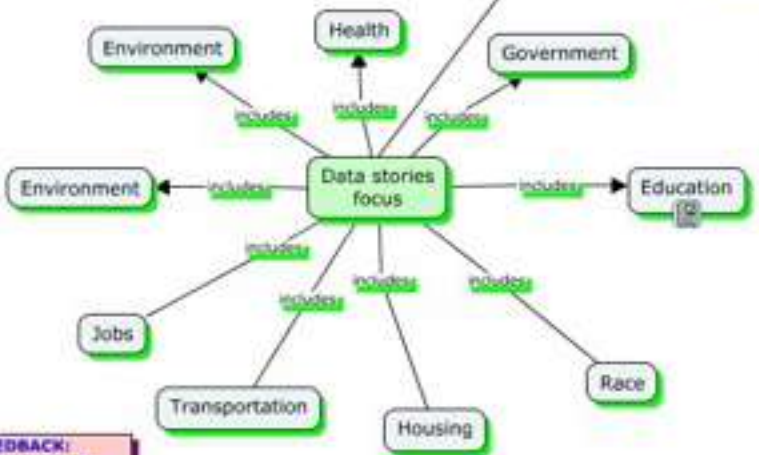 Health
Environment
Government
includes
includes
includes
Data stories
focus
Environment
includes
includes
Education
includes
includes
includes
includes
Jobs
Race
Transportation
Housing
EDBACK: